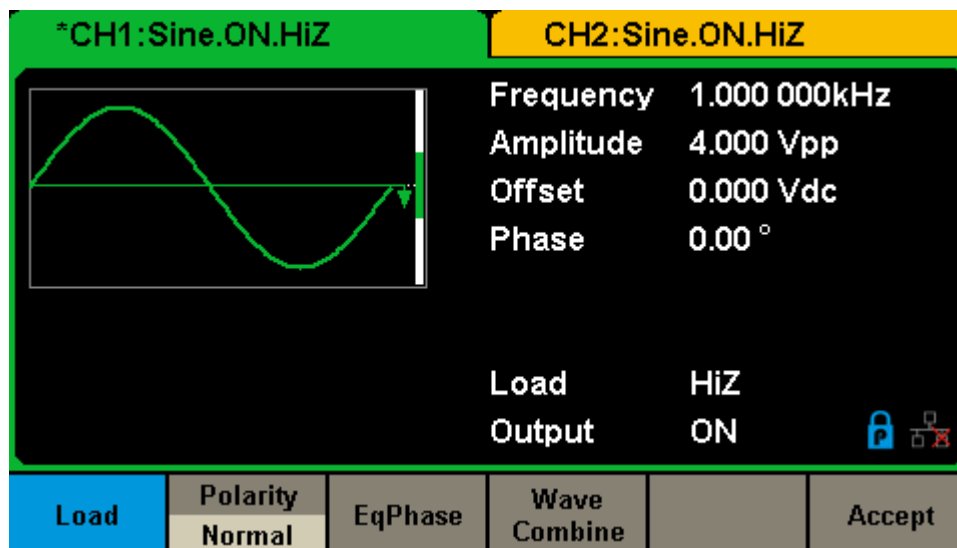 *CH1:Sine.ON.HiZ
CH2:Sine.ON.HiZ
Frequency 1.000 000kHz
Amplitude 4.000 Vpp
Offset 0.000 Vdc
Phase 0.00 °
Load HiZ
Output ON
P
Load
Polarity
Normal
EqPhase
Wave
Combine
Accept